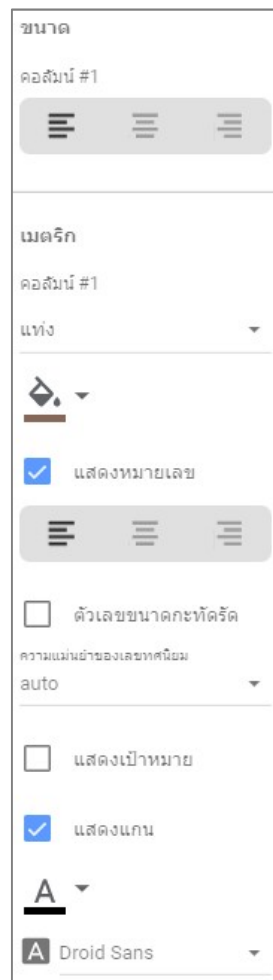 ขนาด
คอลัมน์ #1
เมตริก
คอลัมน์ #1
แท่ง
แสดงหมายเลข
ตัวเลขขนาดกะทัดรัด
ความแม่นยำของเลขทศนิยม
auto
แสดงเป้าหมาย
แสดงแกน
A
A Droid Sans